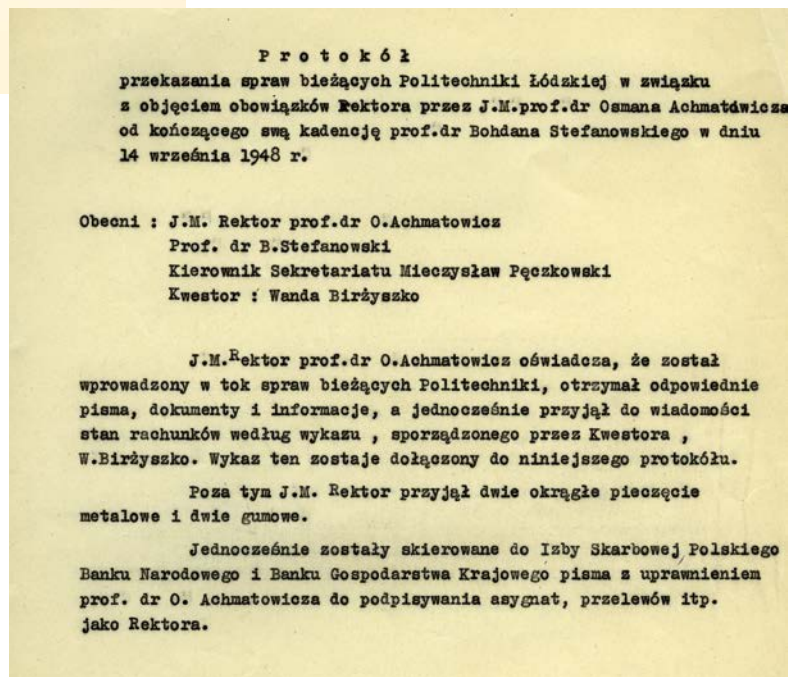 P r o t o k ó ł
przekazania spraw bieżących Politechniki Łódzkiej w związku
z objęciem obowiązków Rektora przez J.M.prof.dr Osmana Achmatowicza
od kończącego swą kadencję prof.dr Bohdana Stefanowskiego w dniu
14 września 1948 r.
Obecni : J.M. Rektor prof.dr O.Achmatowicz
Prof. dr B.Stefanowski
Kierownik Sekretariatu Mieczysław Pęczkowski
Kwestor : Wanda Birżyszko
J.M.Rektor prof.dr O.Achmatowicz oświadcza, że został
wprowadzony w tok spraw bieżących Politechniki, otrzymał odpowiednie
pisma, dokumenty i informacje, a jednocześnie przyjął do wiadomości
stan rachunków według wykazu , sporządzonego przez Kwestora ,
W.Birżyszko. Wykaz ten zostaje dołączony do niniejszego protokółu.
Poza tym J.M. Rektor przyjął dwie okrągłe pieczęcie
metalowe i dwie gumowe.
Jednocześnie zostały skierowane do Izby Skarbowej, Polskiego
Banku Narodowego i Banku Gospodarstwa Krajowego pisma z uprawnieniem
prof. dr O. Achmatowicza do podpisywania asygnat, przelewów itp.
jako Rektora.